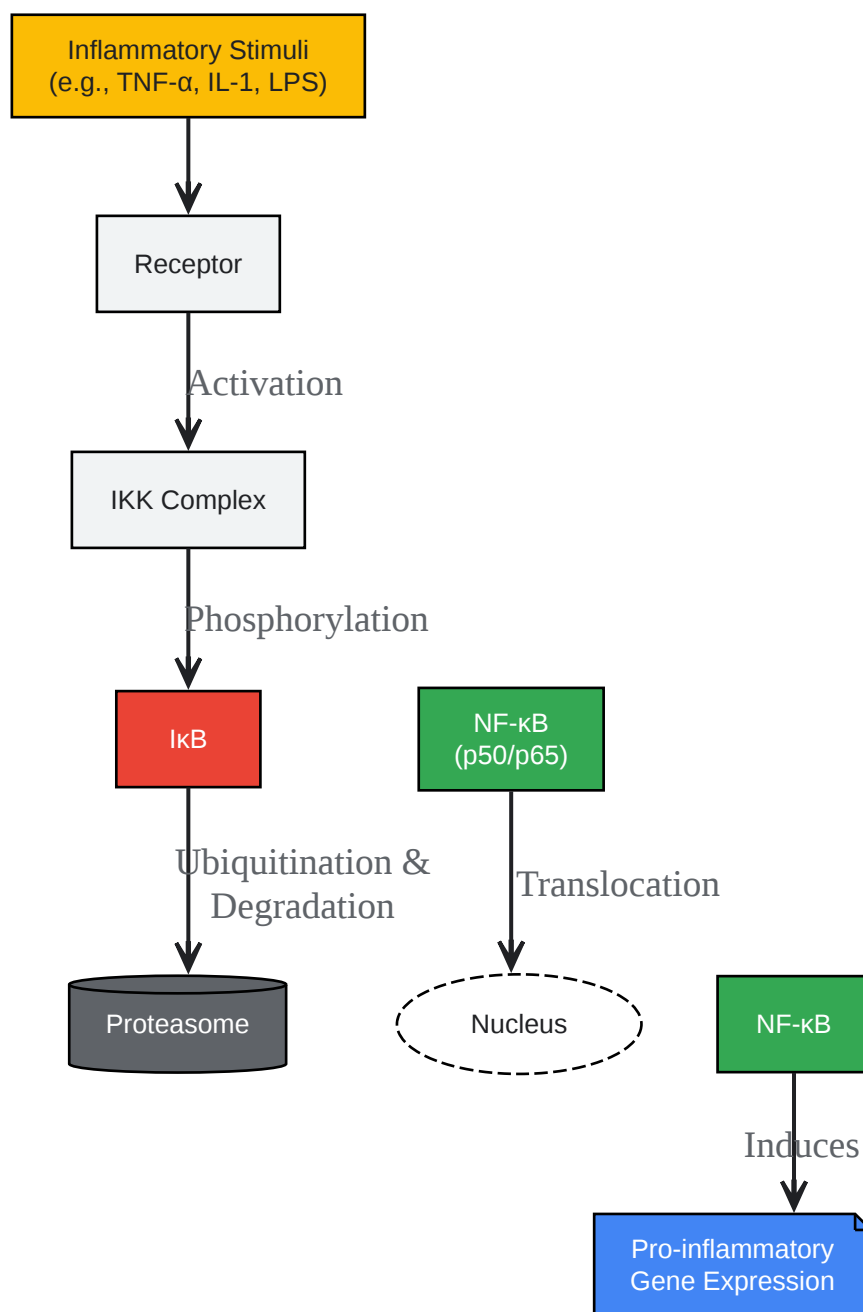 Inflammatory Stimuli
(e.g., TNF-α, IL-1, LPS)
Receptor
Activation
IKK Complex
Phosphorylation
IκB
NF-κB
(p50/p65)
Ubiquitination &
Degradation
Translocation
Proteasome
Nucleus
NF-κB
Induces
Pro-inflammatory
Gene Expression